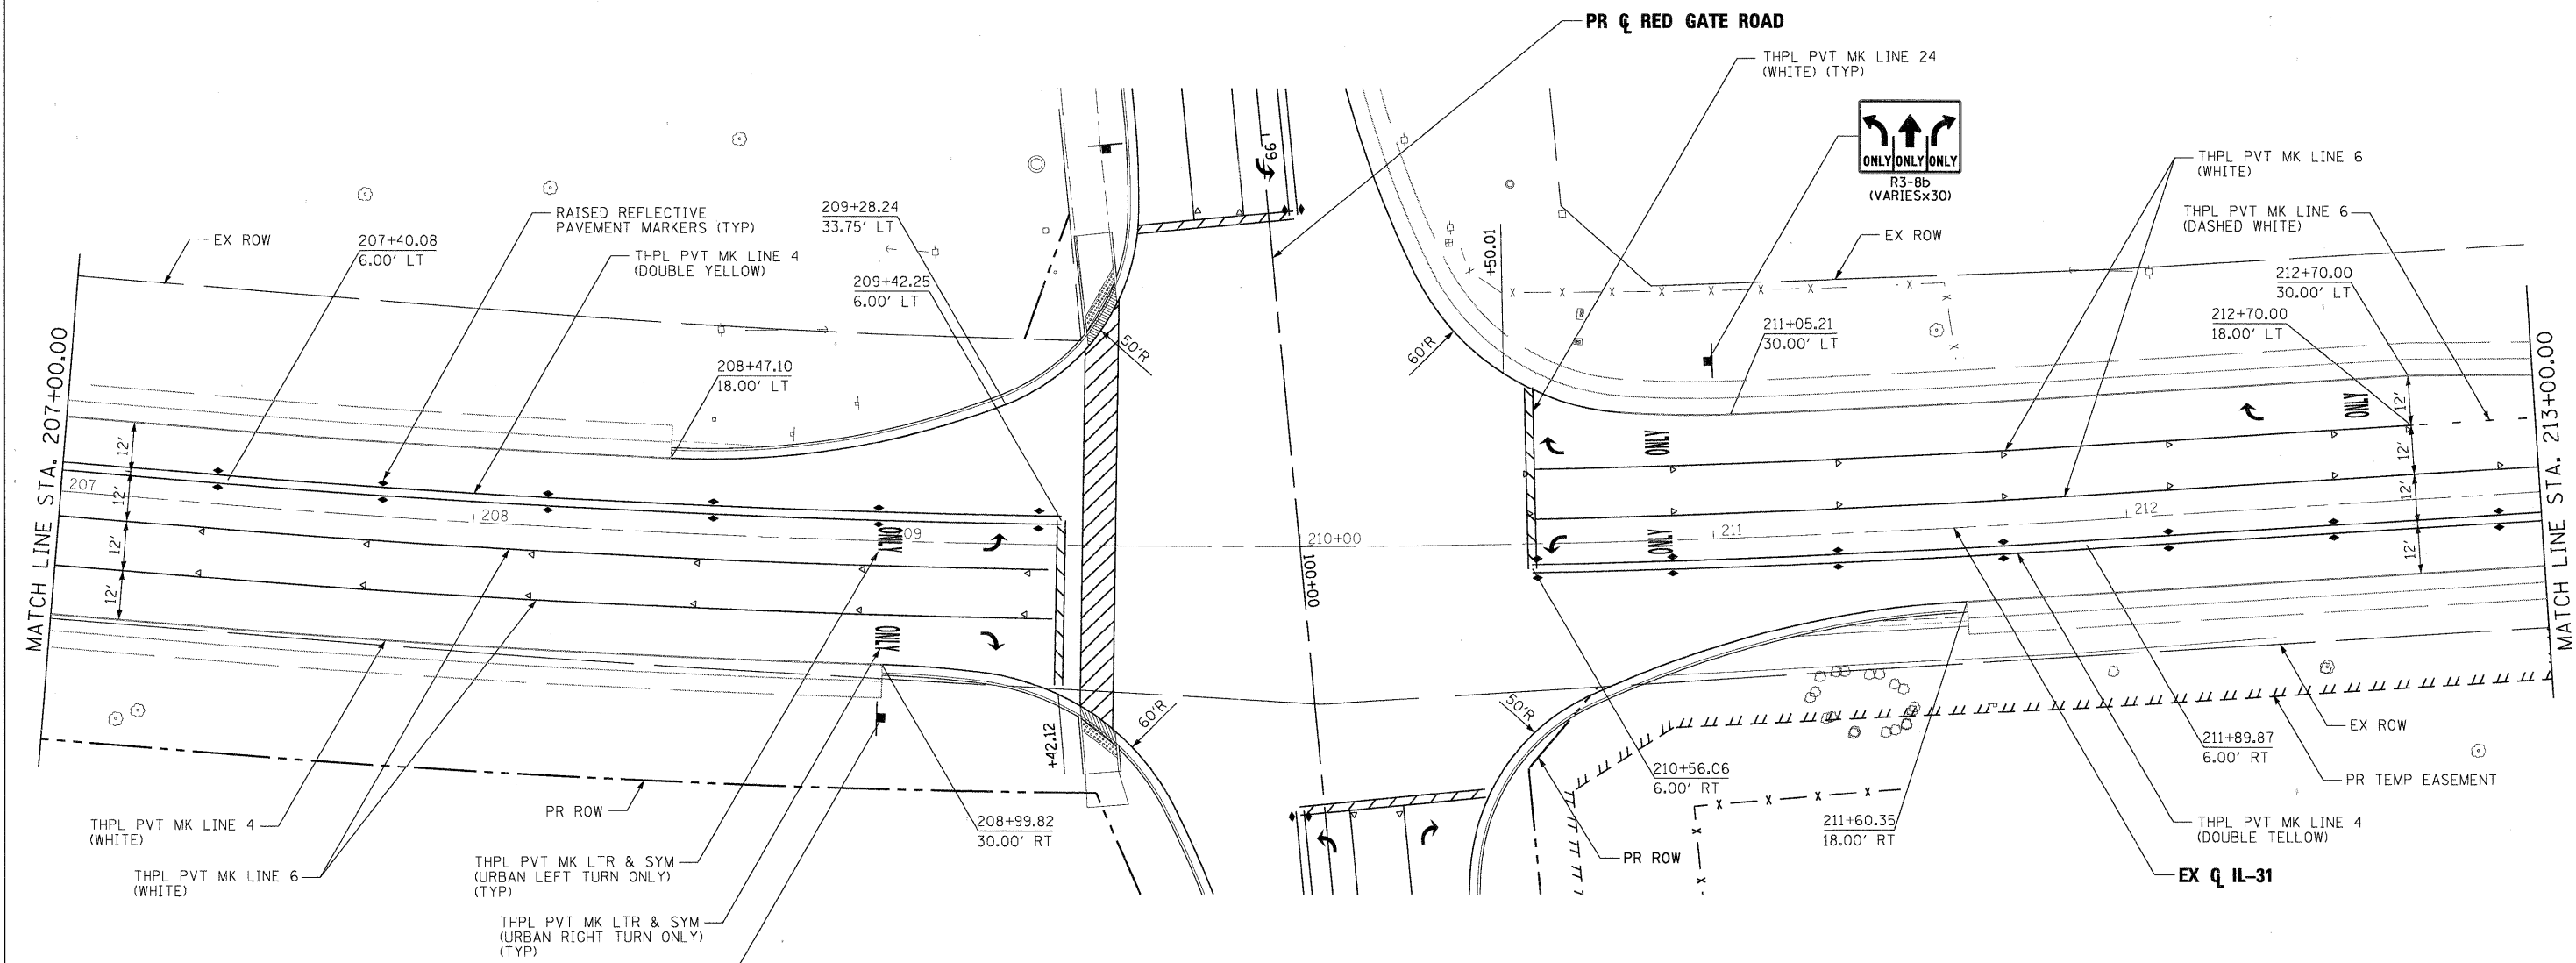 PR ℄ RED GATE ROAD
THPL PVT MK LINE 24
(WHITE) (TYP)
ONLY ONLY ONLY
R3-8b
(VARIESx30)
THPL PVT MK LINE 6
(WHITE)
THPL PVT MK LINE 6
(DASHED WHITE)
99
RAISED REFLECTIVE
PAVEMENT MARKERS (TYP)
209+28.24
33.75' LT
EX ROW
207+40.08
6.00' LT
THPL PVT MK LINE 4
(DOUBLE YELLOW)
209+42.25
6.00' LT
+50.01
EX ROW
212+70.00
30.00' LT
212+70.00
18.00' LT
211+05.21
30.00' LT
50'R
60'R
208+47.10
18.00' LT
MATCH LINE STA. 207+00.00
MATCH LINE STA. 213+00.00
12'
12'
12'
12'
12'
12'
12'
12'
207
208
209
210+00
211
212
100+00
ONLY
ONLY
ONLY
ONLY
ONLY
+42.12
60'R
50'R
PR ROW
208+99.82
30.00' RT
210+56.06
6.00' RT
211+60.35
18.00' RT
211+89.87
6.00' RT
EX ROW
PR TEMP EASEMENT
THPL PVT MK LINE 4
(WHITE)
THPL PVT MK LINE 6
(WHITE)
THPL PVT MK LTR & SYM
(URBAN LEFT TURN ONLY)
(TYP)
THPL PVT MK LTR & SYM
(URBAN RIGHT TURN ONLY)
(TYP)
PR ROW
THPL PVT MK LINE 4
(DOUBLE TELLOW)
EX ℄ IL-31